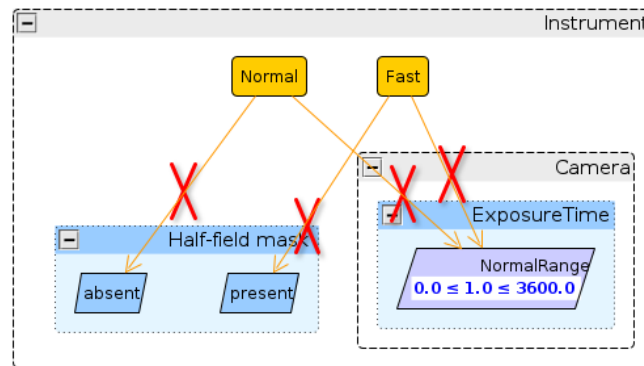 Instrument
Normal
Fast
Camera
ExposureTime
Half-field mask
NormalRange
absent
present
0.0 ≤ 1.0 ≤ 3600.0